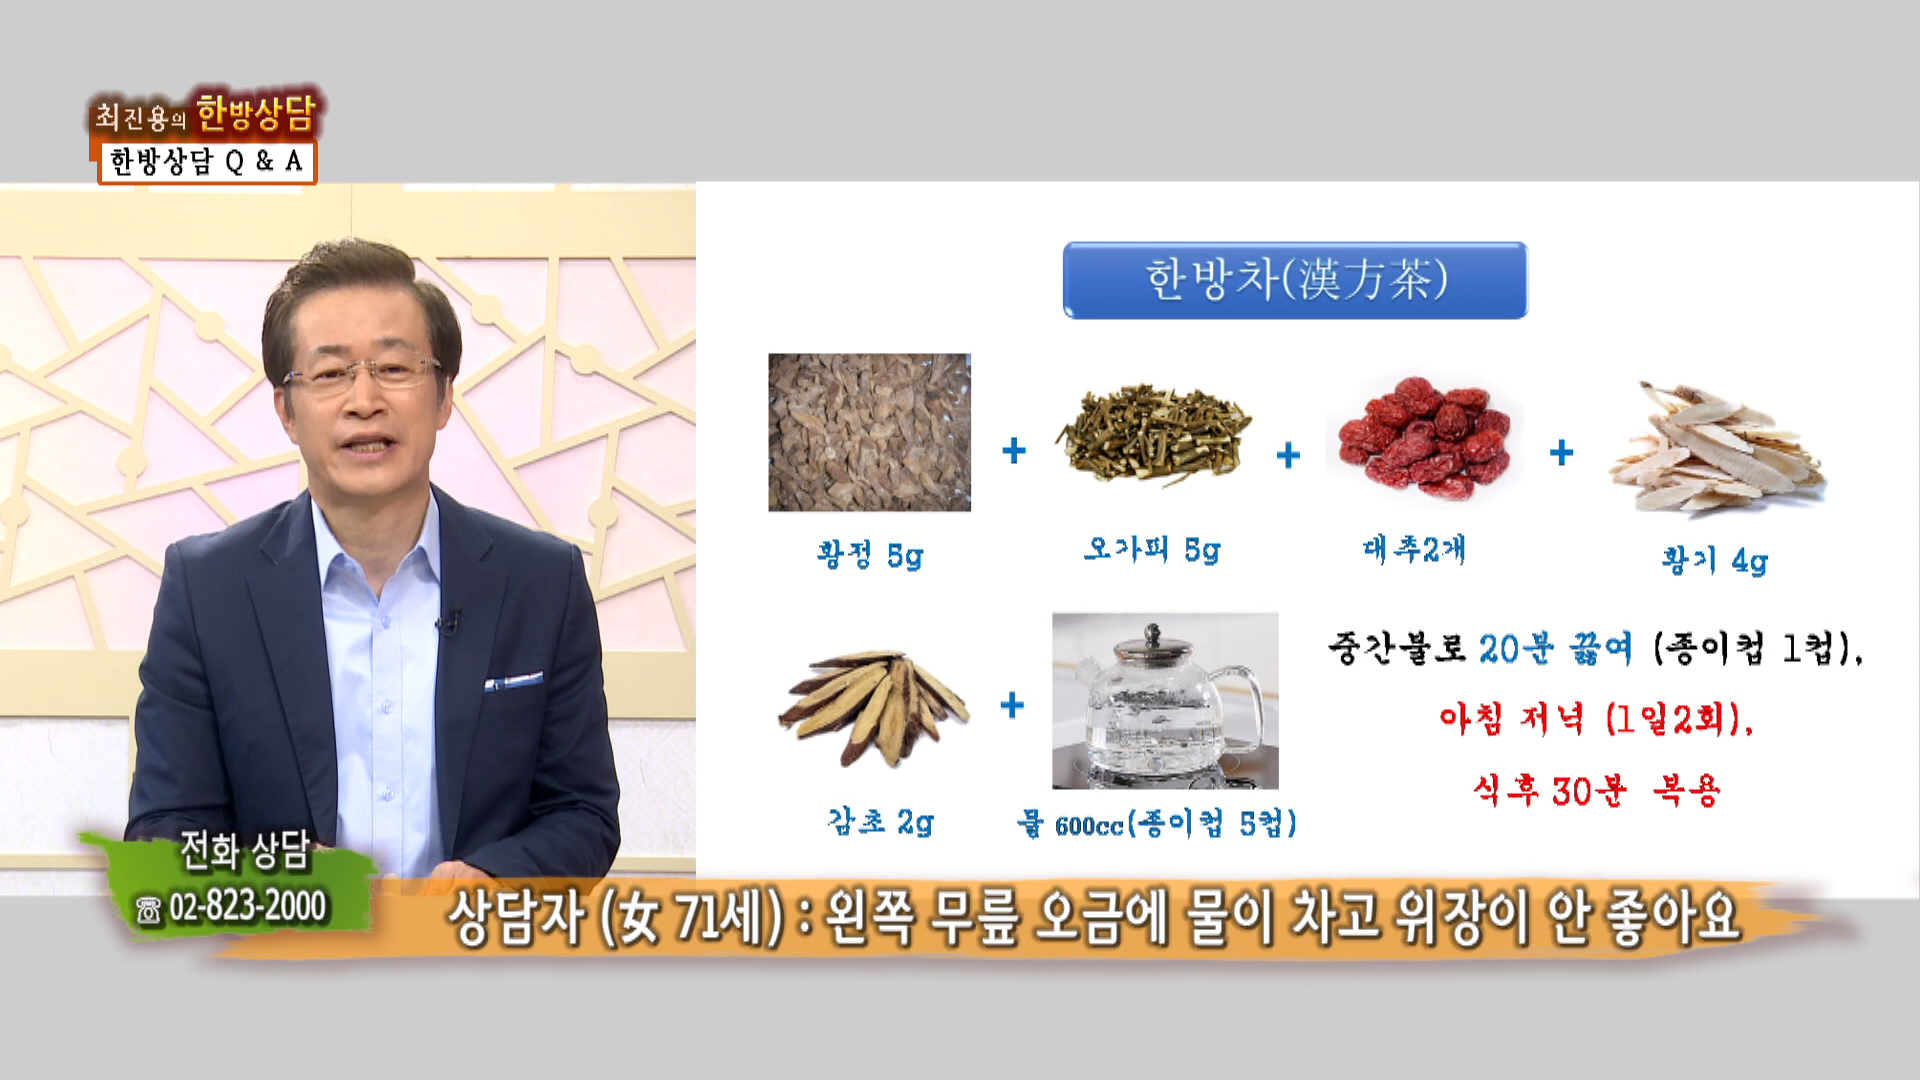 최진용의 한방상담
한방상담 Q & A
한방차(漢方茶)
황정 5g + 오가피 5g + 대추2개 + 황기 4g
감초 2g + 물 600cc(종이컵 5컵)
중간불로 20분 끓여 (종이컵 1컵),
아침 저녁 (1일2회),
식후 30분 복용
전화 상담
☏ 02-823-2000
상담자 (女 71세) : 왼쪽 무릎 오금에 물이 차고 위장이 안 좋아요